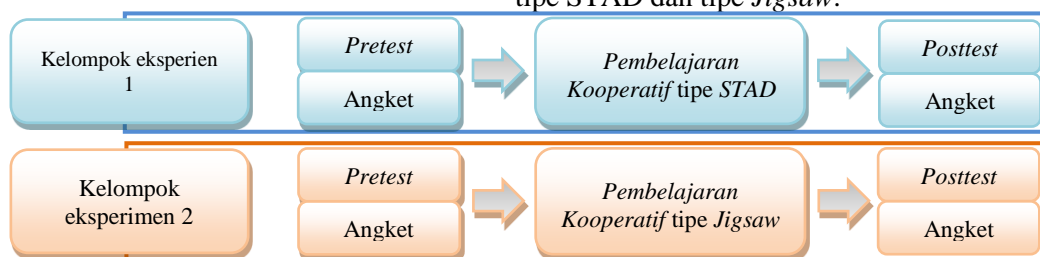 tipe STAD dan tipe Jigsaw.
Kelompok eksperien
1
Pretest
Angket
Pembelajaran
Kooperatif tipe STAD
Posttest
Angket
Kelompok
eksperimen 2
Pretest
Angket
Pembelajaran
Kooperatif tipe Jigsaw
Posttest
Angket